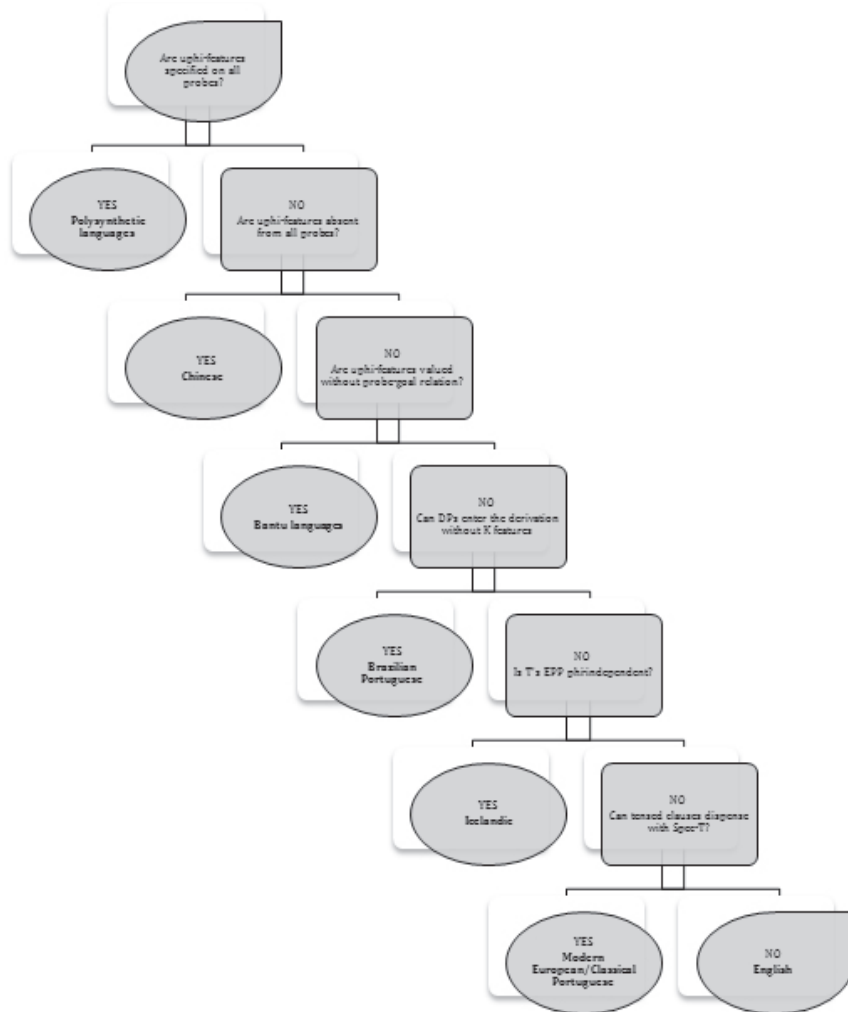 Are uphi-features
specified on all
probes?
YES
Polysynthetic
languages
NO
Are uphi-features absent
from all probes?
YES
Chinese
NO
Are uphi-features valued
without probe-goal relation?
YES
Bantu languages
NO
Can DPs enter the derivation
without K features
YES
Brazilian
Portuguese
NO
Is T's EPP phi-independent?
YES
Icelandic
NO
Can tensed clauses dispense
with Spec-T?
YES
Modern
European/Classical
Portuguese
NO
English